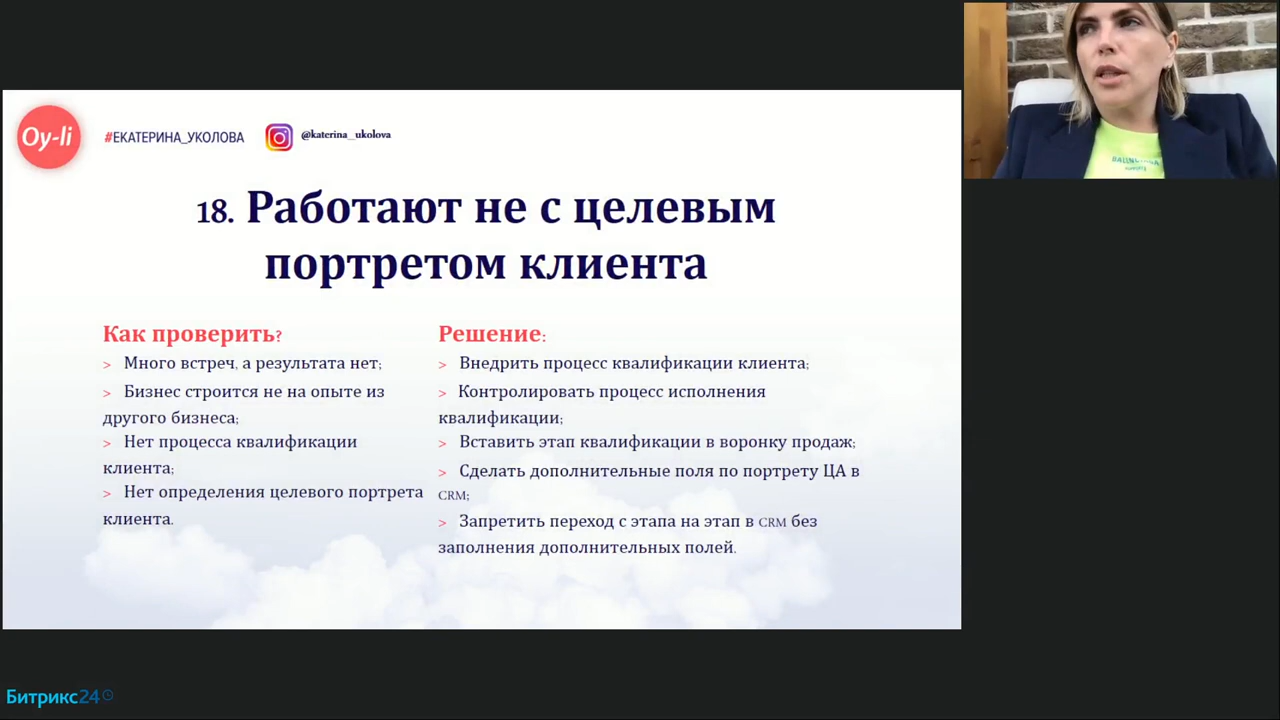 Oy-li
#ЕКАТЕРИНА_УКОЛОВА
@katerina_ukolova
18. Работают не с целевым
портретом клиента
Как проверить?
> Много встреч, а результата нет;
> Бизнес строится не на опыте из
другого бизнеса;
> Нет процесса квалификации
клиента;
> Нет определения целевого портрета
клиента.
Решение:
> Внедрить процесс квалификации клиента;
> Контролировать процесс исполнения
квалификации;
> Вставить этап квалификации в воронку продаж;
> Сделать дополнительные поля по портрету ЦА в
CRM;
> Запретить переход с этапа на этап в CRM без
заполнения дополнительных полей.
Битрикс24